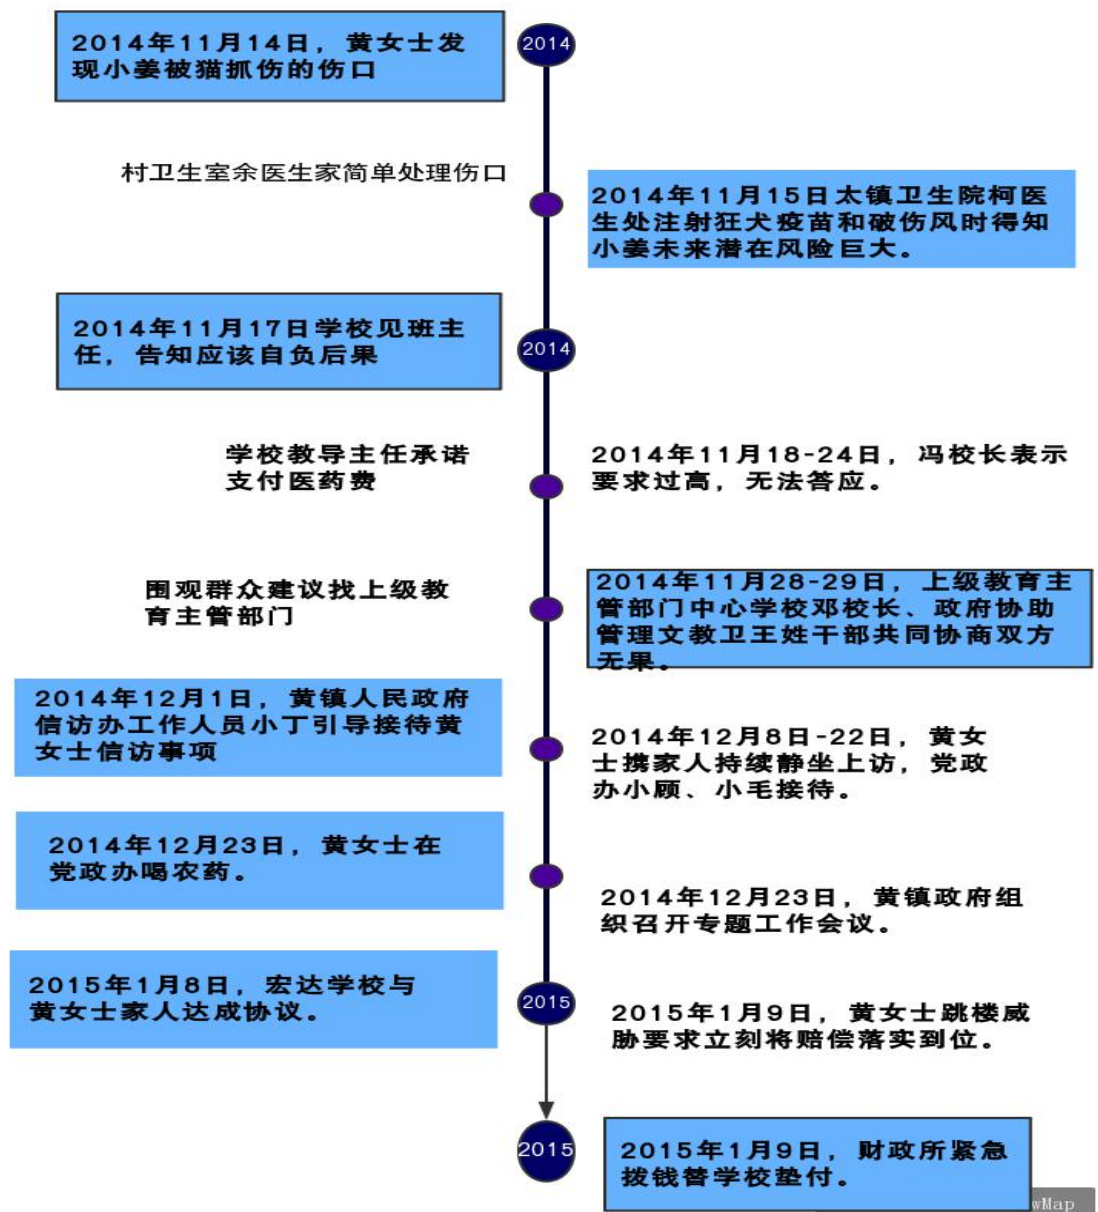 2014年11月14日，黄女士发
现小姜被猫抓伤的伤口
2014
村卫生室余医生家简单处理伤口
2014年11月15日太镇卫生院柯医
生处注射狂犬疫苗和破伤风时得知
小姜未来潜在风险巨大。
2014年11月17日学校见班主
任，告知应该自负后果
2014
学校教导主任承诺
支付医药费
2014年11月18-24日，冯校长表示
要求过高，无法答应。
围观群众建议找上级教
育主管部门
2014年11月28-29日，上级教育主
管部门中心学校邓校长、政府协助
管理文教卫王姓干部共同协商双方
无果。
2014年12月1日，黄镇人民政府
信访办工作人员小丁引导接待黄
女士信访事项
2014年12月8日-22日，黄女
士携家人持续静坐上访，党政
办小顾、小毛接待。
2014年12月23日，黄女士在
党政办喝农药。
2014年12月23日，黄镇政府组
织召开专题工作会议。
2015年1月8日，宏达学校与
黄女士家人达成协议。
2015
2015年1月9日，黄女士跳楼威
胁要求立刻将赔偿落实到位。
2015
2015年1月9日，财政所紧急
拨钱替学校垫付。
wMap